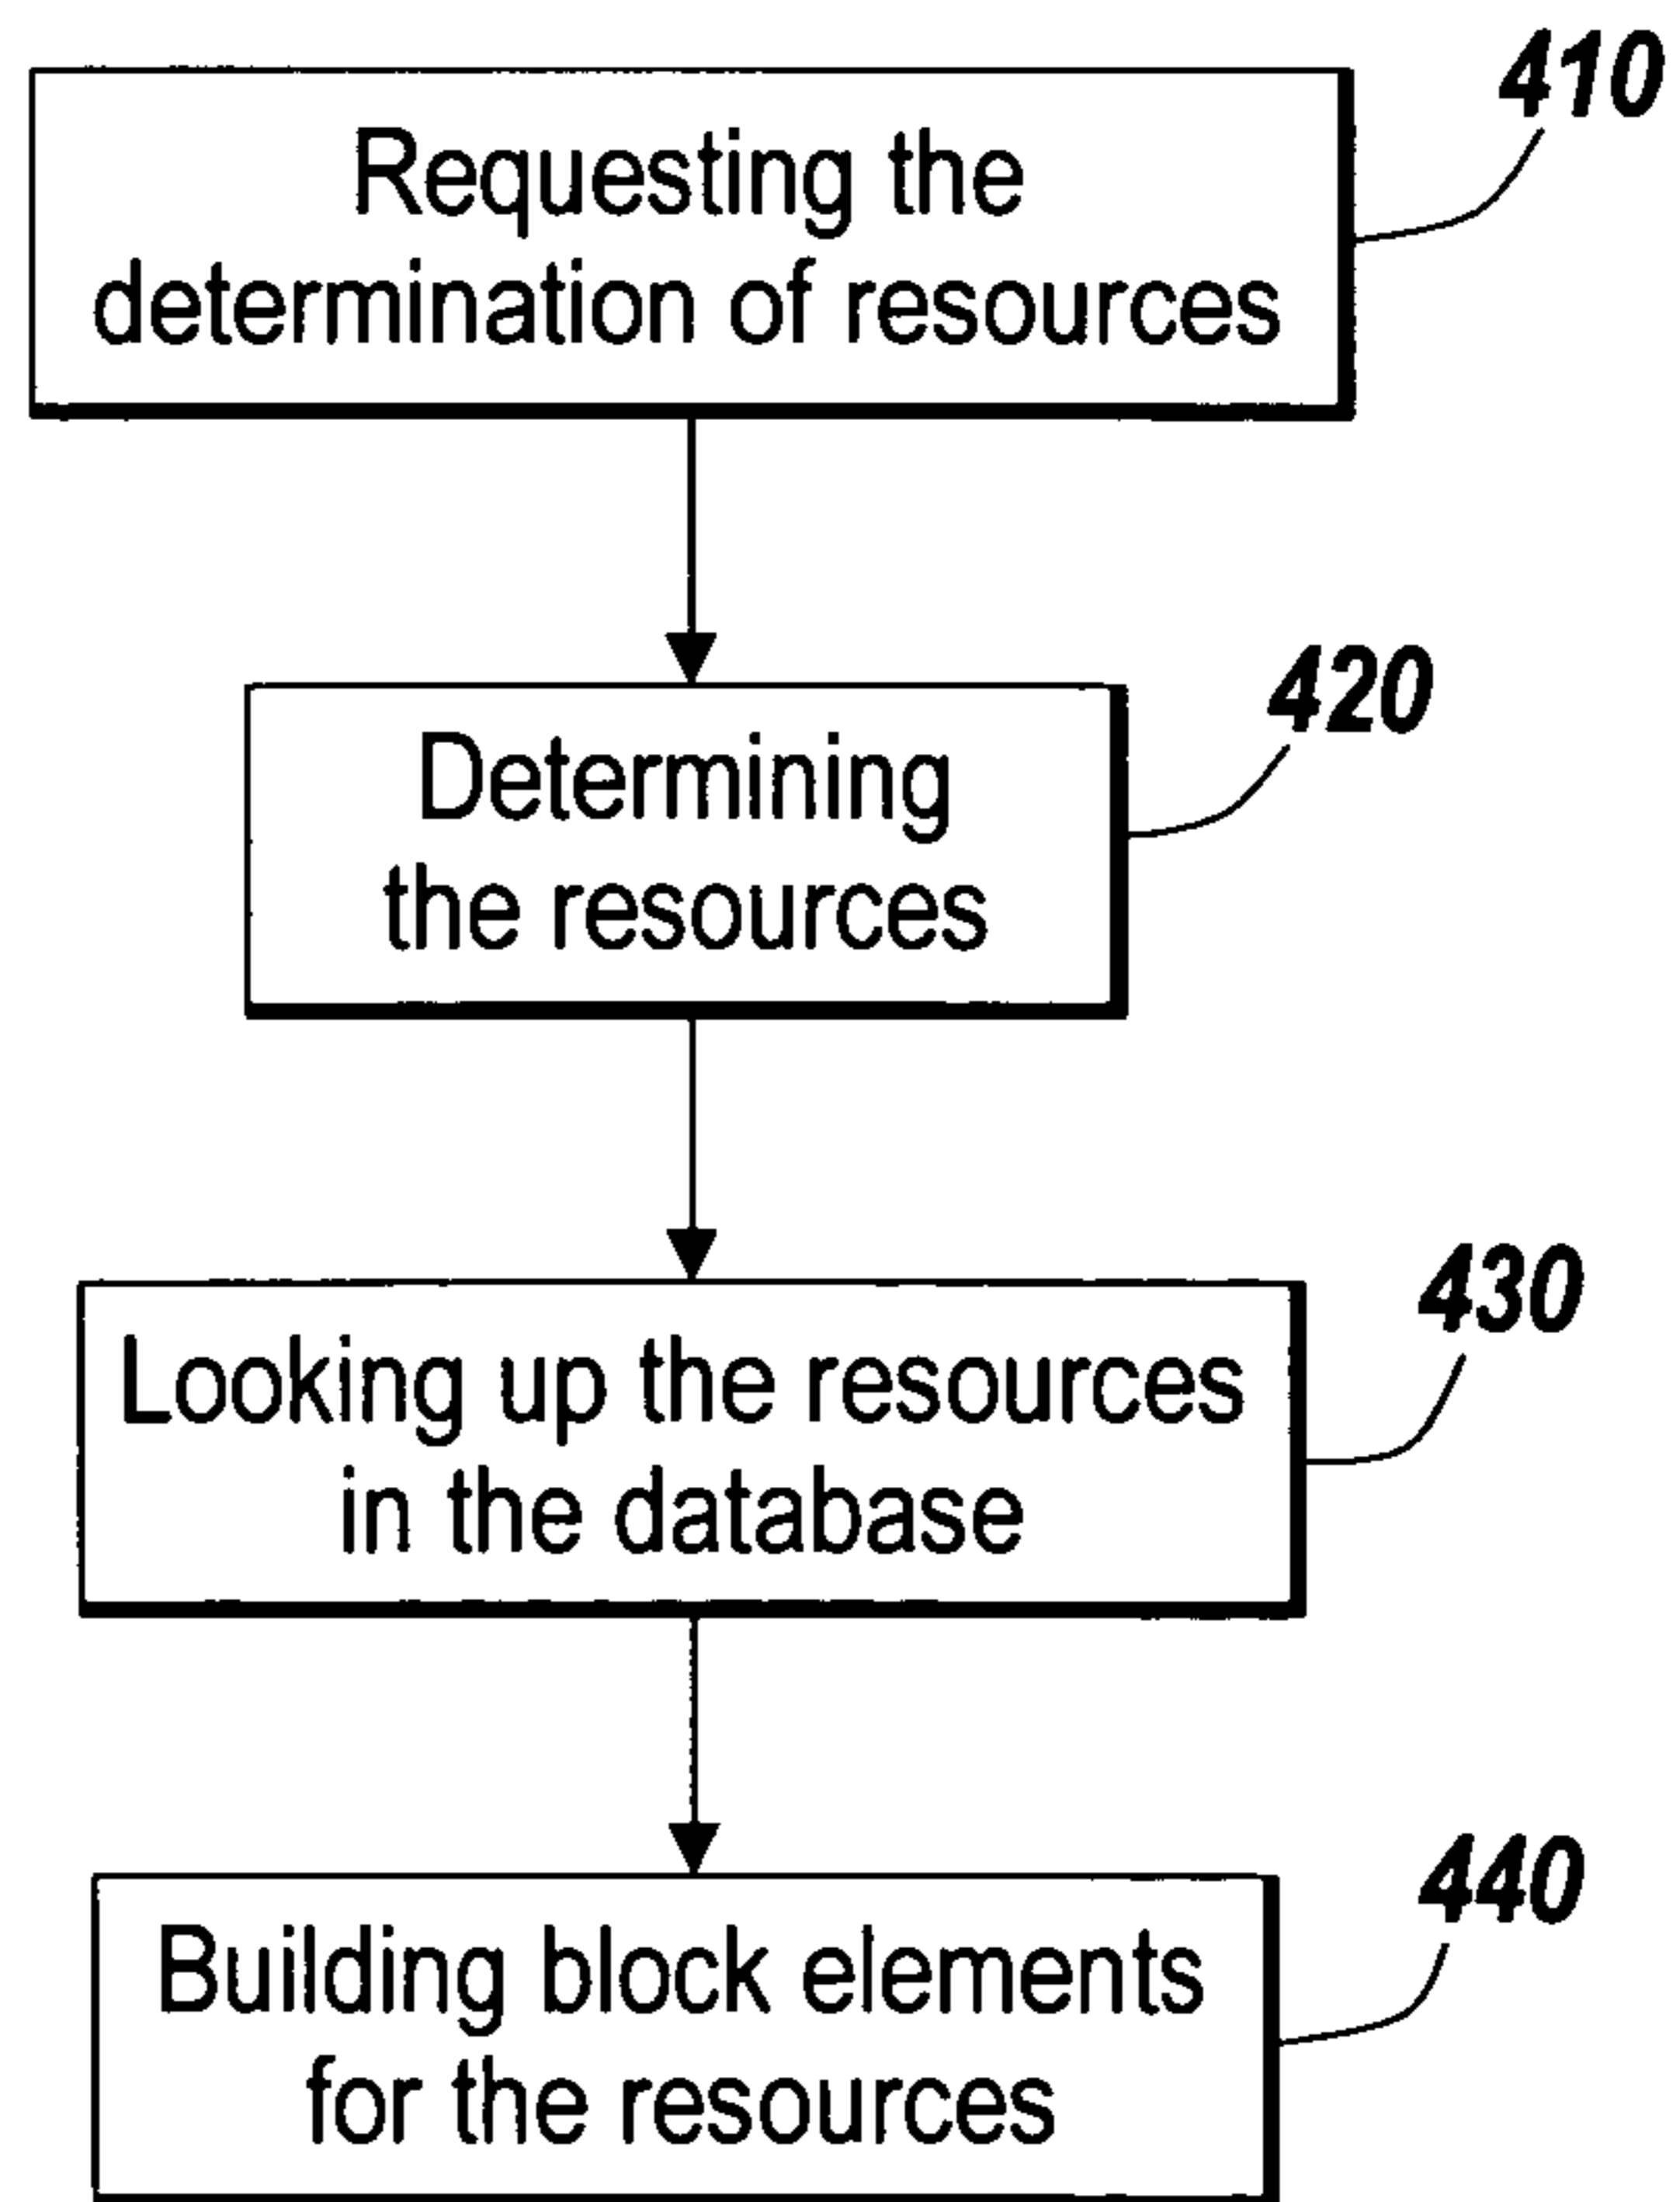 410
Requesting the
determination of resources
420
Determining
the resources
430
Looking up the resources
in the database
440
Building block elements
for the resources